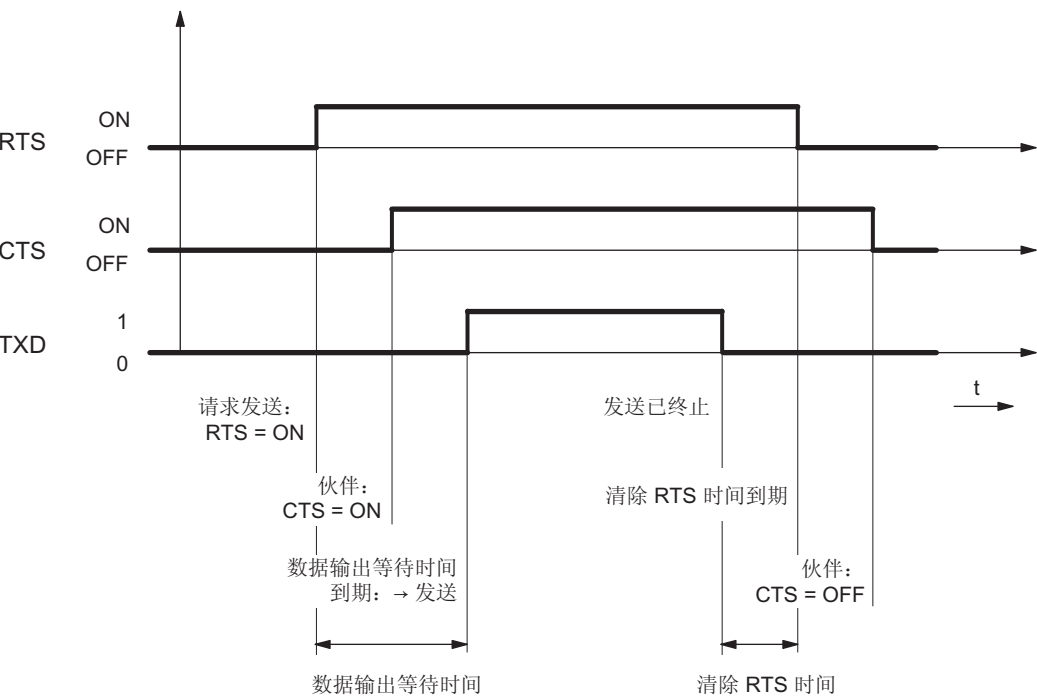 ON
RTS
OFF
ON
CTS
OFF
1
TXD
0
t
请求发送：
RTS = ON
发送已终止
伙伴：
CTS = ON
清除 RTS 时间到期
数据输出等待时间
到期：→ 发送
伙伴：
CTS = OFF
数据输出等待时间
清除 RTS 时间